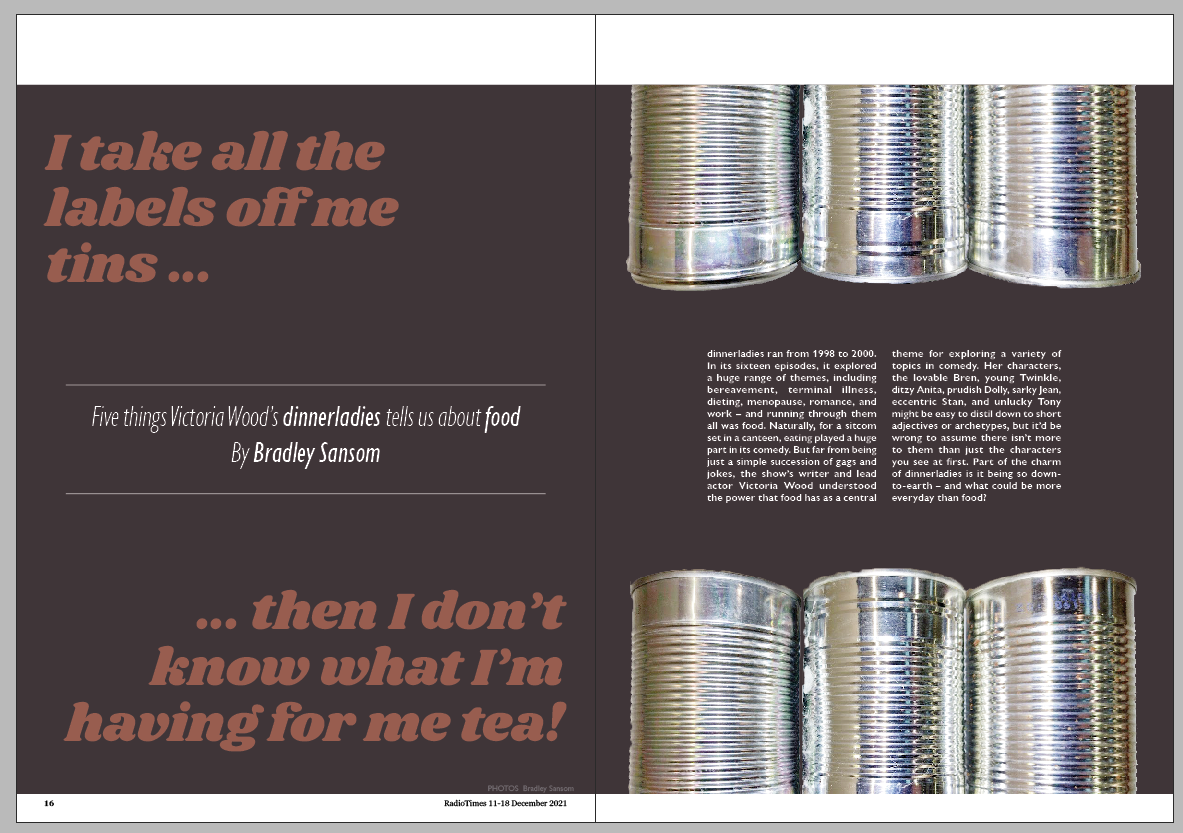 I take all the
labels off me
tins ...
Five things Victoria Wood's dinnerladies tells us about food
By Bradley Sansom
... then I don't
know what I'm
having for me tea!
PHOTOS Bradley Sansom
16
RadioTimes 11-18 December 2021
dinnerladies ran from 1998 to 2000.
In its sixteen episodes, it explored
a huge range of themes, including
bereavement, terminal illness,
dieting, menopause, romance, and
work – and running through them
all was food. Naturally, for a sitcom
set in a canteen, eating played a huge
part in its comedy. But far from being
just a simple succession of gags and
jokes, the show's writer and lead
actor Victoria Wood understood
the power that food has as a central
theme for exploring a variety of
topics in comedy. Her characters,
the lovable Bren, young Twinkle,
ditzy Anita, prudish Dolly, sarky Jean,
eccentric Stan, and unlucky Tony
might be easy to distil down to short
adjectives or archetypes, but it'd be
wrong to assume there isn't more
to them than just the characters
you see at first. Part of the charm
of dinnerladies is it being so down-
to-earth – and what could be more
everyday than food?